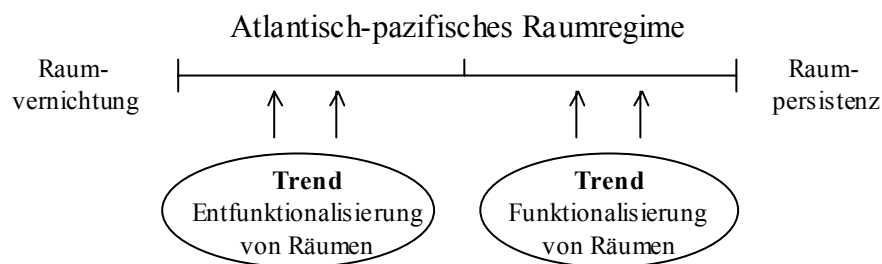 Atlantisch-pazifisches Raumregime
Raum-
vernichtung
Raum-
persistenz
Trend
Entfunktionalisierung
von Räumen
Trend
Funktionalisierung
von Räumen